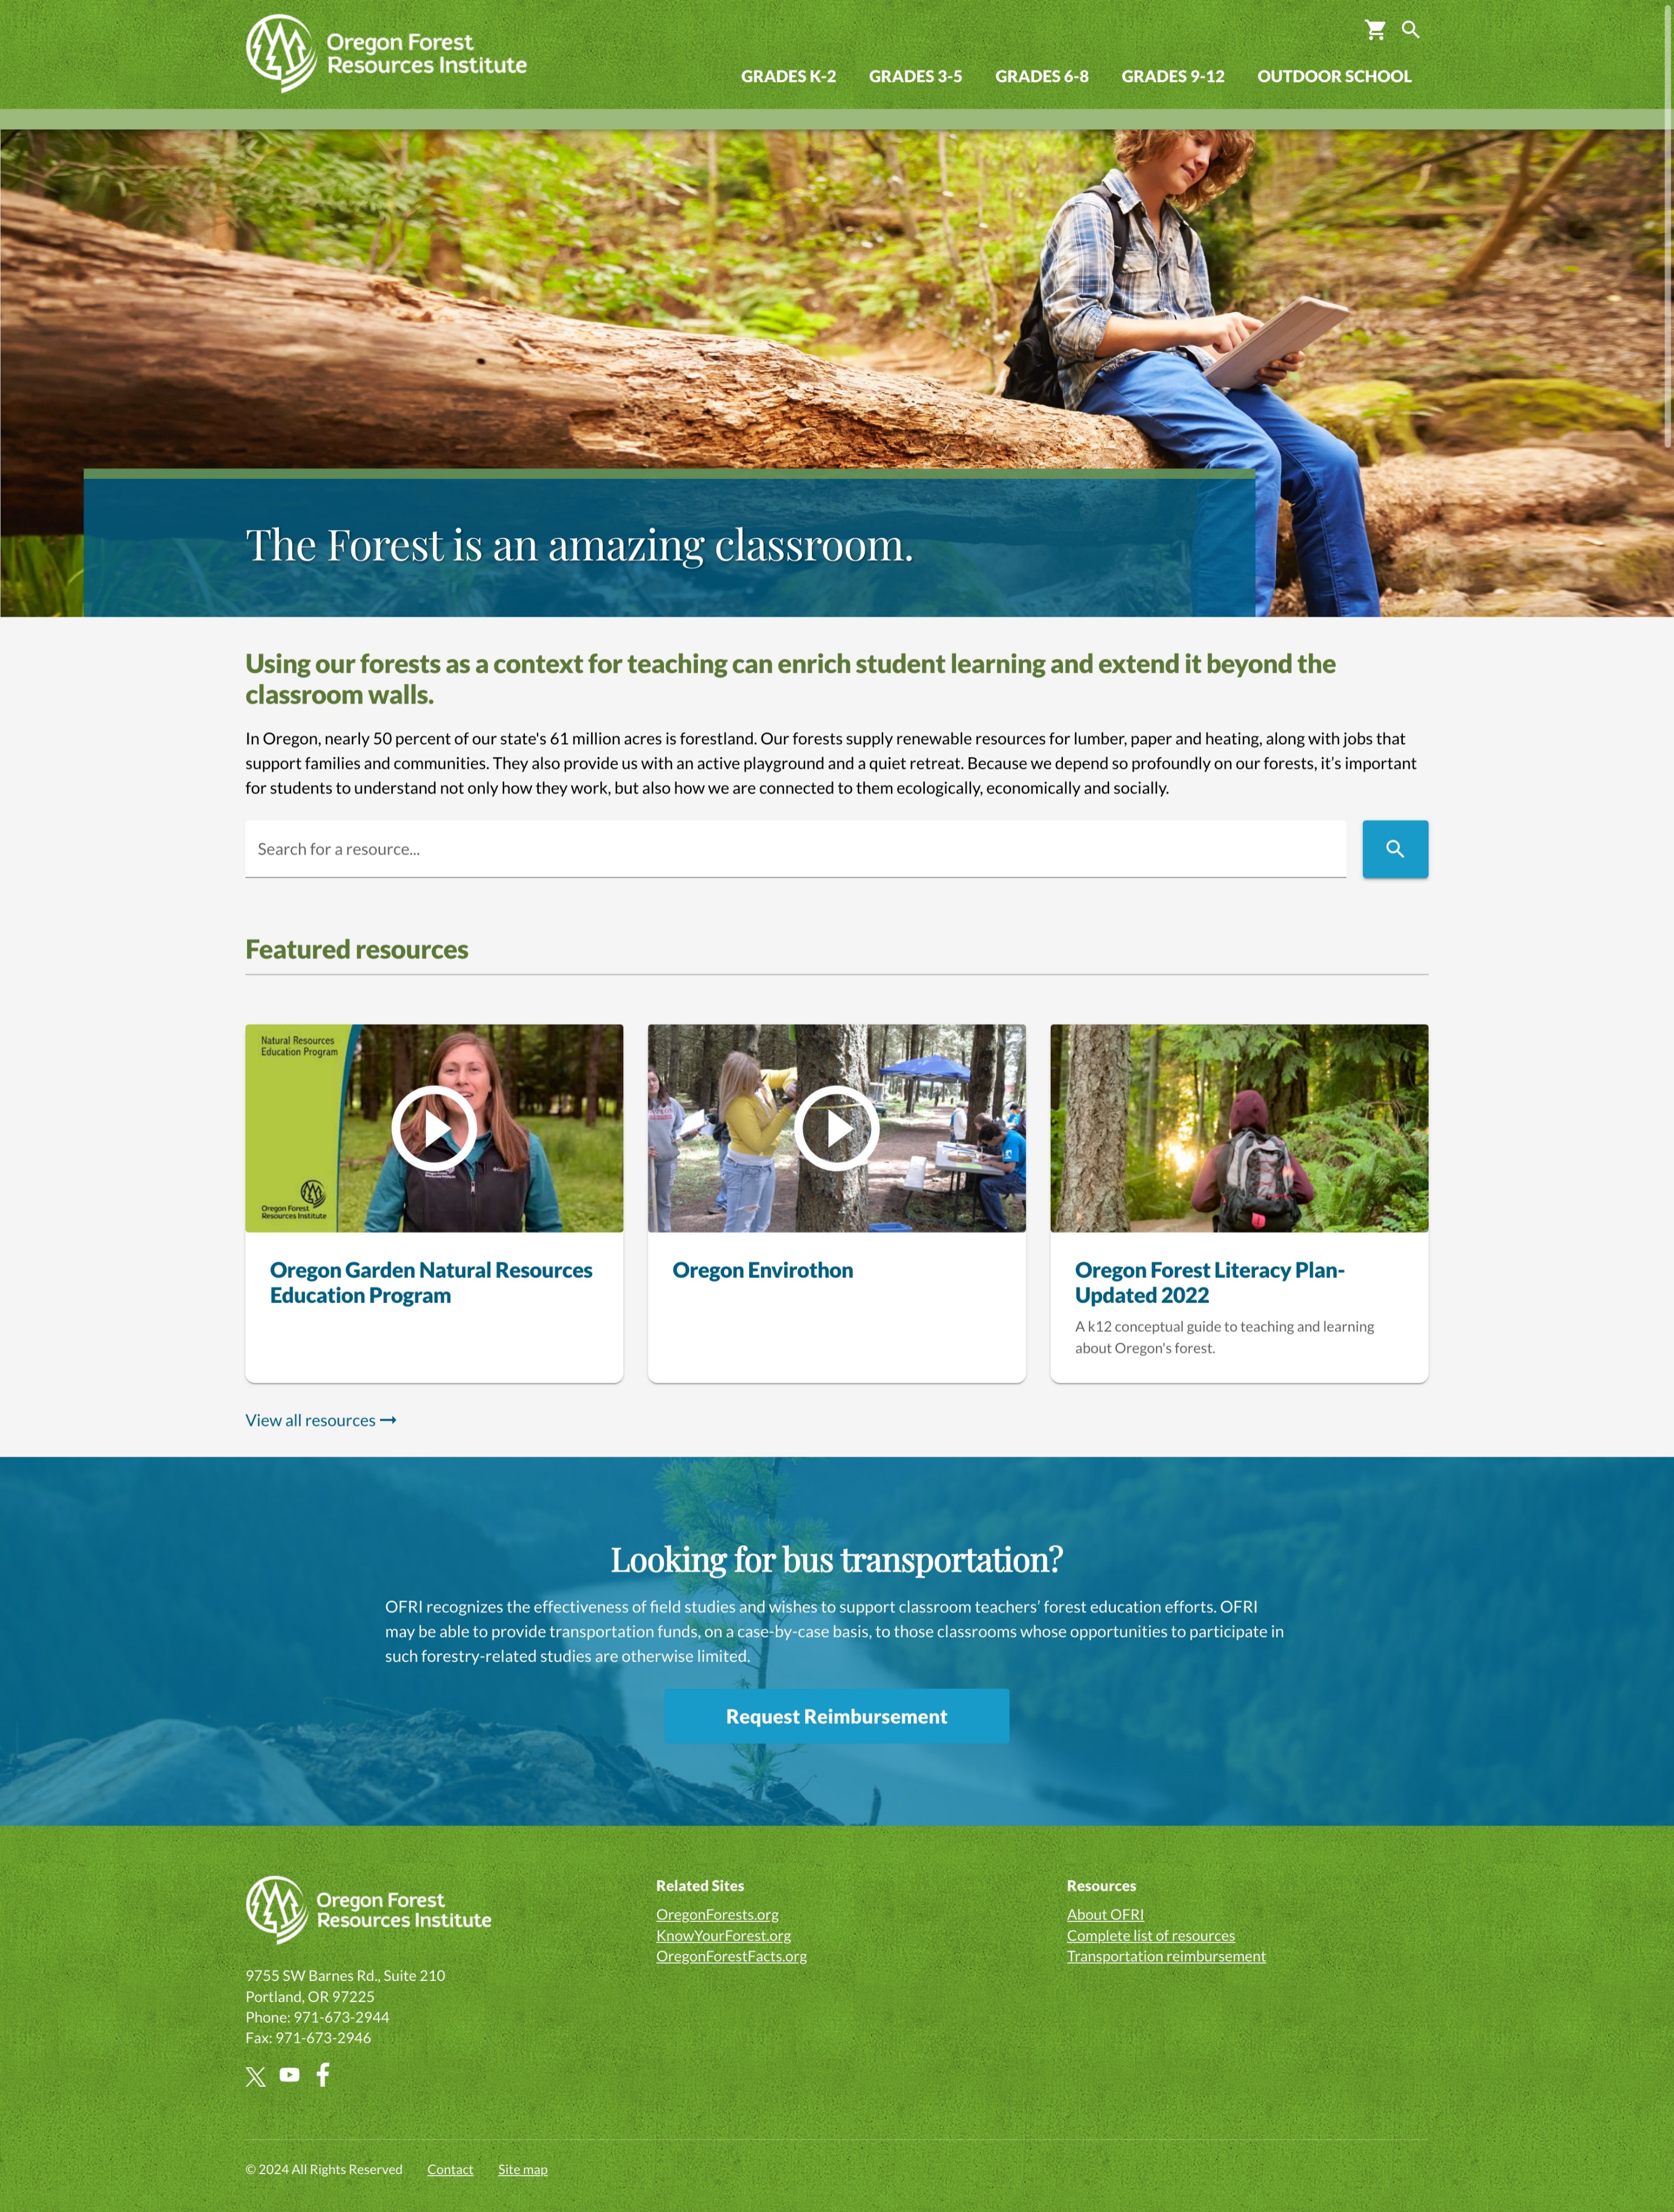 Oregon Forest
Resources Institute
GRADES K-2
GRADES 3-5
GRADES 6-8
GRADES 9-12
OUTDOOR SCHOOL
The Forest is an amazing classroom.
Using our forests as a context for teaching can enrich student learning and extend it beyond the
classroom walls.
In Oregon, nearly 50 percent of our state's 61 million acres is forestland. Our forests supply renewable resources for lumber, paper and heating, along with jobs that
support families and communities. They also provide us with an active playground and a quiet retreat. Because we depend so profoundly on our forests, it’s important
for students to understand not only how they work, but also how we are connected to them ecologically, economically and socially.
Search for a resource...
Featured resources
Natural Resources
Education Program
Oregon Forest
Resources Institute
Oregon Garden Natural Resources
Education Program
Oregon Envirothon
Oregon Forest Literacy Plan-
Updated 2022
A k12 conceptual guide to teaching and learning
about Oregon's forest.
View all resources
Looking for bus transportation?
OFRI recognizes the effectiveness of field studies and wishes to support classroom teachers’ forest education efforts. OFRI
may be able to provide transportation funds, on a case-by-case basis, to those classrooms whose opportunities to participate in
such forestry-related studies are otherwise limited.
Request Reimbursement
Oregon Forest
Resources Institute
9755 SW Barnes Rd., Suite 210
Portland, OR 97225
Phone: 971-673-2944
Fax: 971-673-2946
Related Sites
OregonForests.org
KnowYourForest.org
OregonForestFacts.org
Resources
About OFRI
Complete list of resources
Transportation reimbursement
© 2024 All Rights Reserved
Contact
Site map